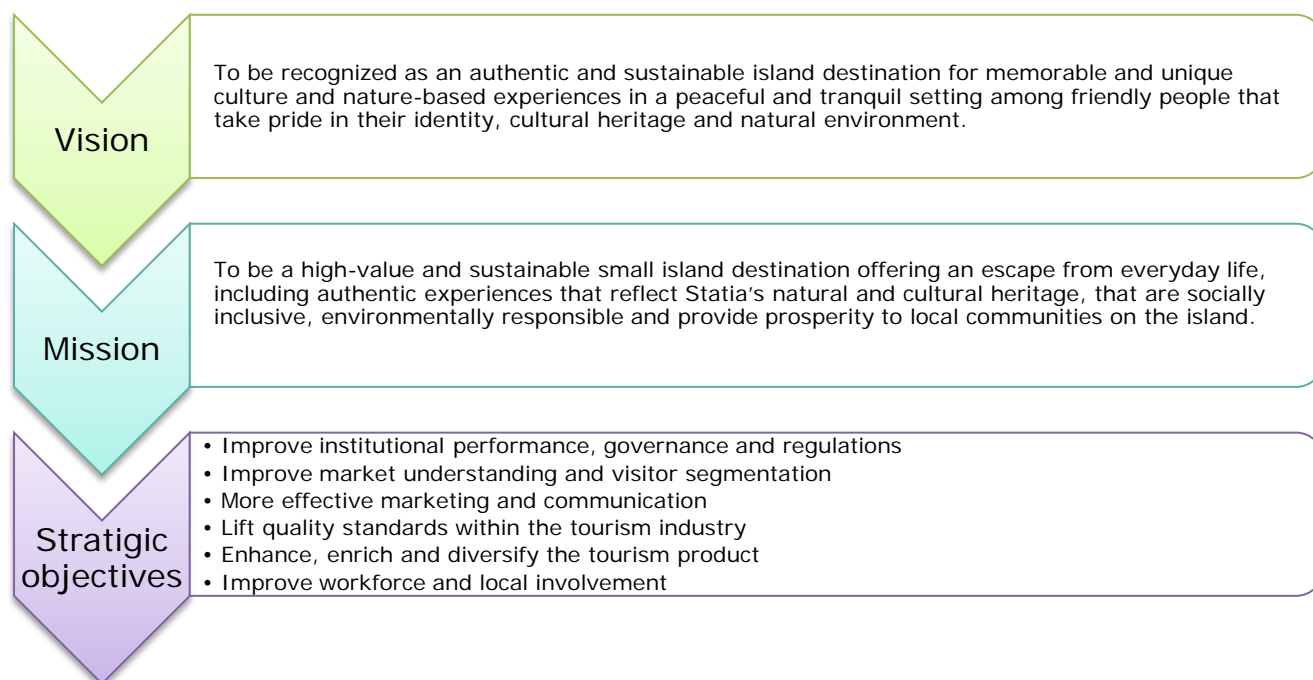 Vision
To be recognized as an authentic and sustainable island destination for memorable and unique
culture and nature-based experiences in a peaceful and tranquil setting among friendly people that
take pride in their identity, cultural heritage and natural environment.
Mission
To be a high-value and sustainable small island destination offering an escape from everyday life,
including authentic experiences that reflect Statia’s natural and cultural heritage, that are socially
inclusive, environmentally responsible and provide prosperity to local communities on the island.
Stratigic
objectives
• Improve institutional performance, governance and regulations
• Improve market understanding and visitor segmentation
• More effective marketing and communication
• Lift quality standards within the tourism industry
• Enhance, enrich and diversify the tourism product
• Improve workforce and local involvement